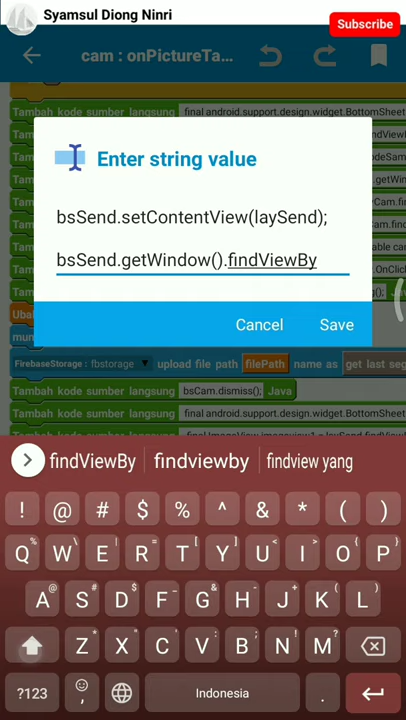 Syamsul Diong Ninri
Subscribe
cam : onPictureTa...
Tambah kode sumber langsung final android.support.design.widget.BottomSheet
Enter string value
bsSend.setContentView(laySend);
bsSend.getWindow().findViewBy
Cancel Save
FirebaseStorage : fbstorage upload file path filePath name as get last seg
Tambah kode sumber langsung bsCam.dismiss(); Java
Tambah kode sumber langsung final android.support.design.widget.BottomSheet
findViewBy findviewby findview yang
! @ # $ % ^ & * ( )
Q W E R T Y U I O P
A S D F G H J K L
Z X C V B N M
?123 , Indonesia .